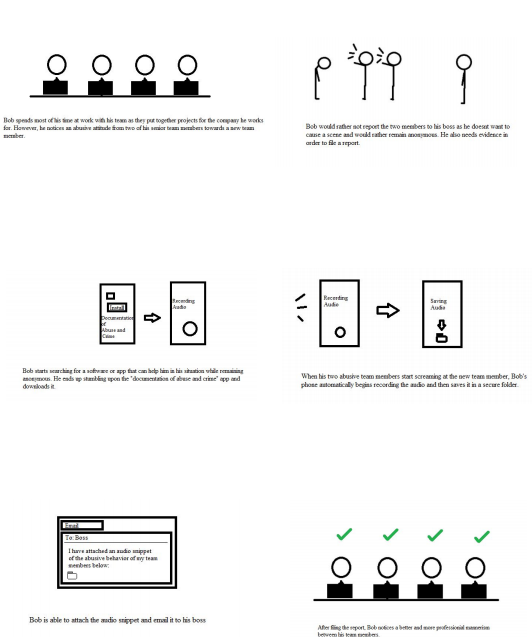 Bob spends most of his time at work with his team as they put together projects for the company he works
for. However, he notices an abusive attitude from two of his senior team members towards a new team
member.
Bob would rather not report the two members to his boss as he doesnt want to
cause a scene and would rather remain anonymous. He also needs evidence in
order to file a report.
Install
Documentation
of
Abuse and
Crime
Recording
Audio
Bob starts searching for a software or app that can help him in his situation while remaining
anonymous. He ends up stumbling upon the "documentation of abuse and crime" app and
downloads it.
Recording
Audio
Saving
Audio
When his two abusive team members start screaming at the new team member, Bob's
phone automatically begins recording the audio and then saves it in a secure folder.
Email
To: Boss
I have attached an audio snippet
of the abusive behavior of my team
members below:
Bob is able to attach the audio snippet and email it to his boss
After filing the report, Bob notices a better and more professional mannerism
between his team members.